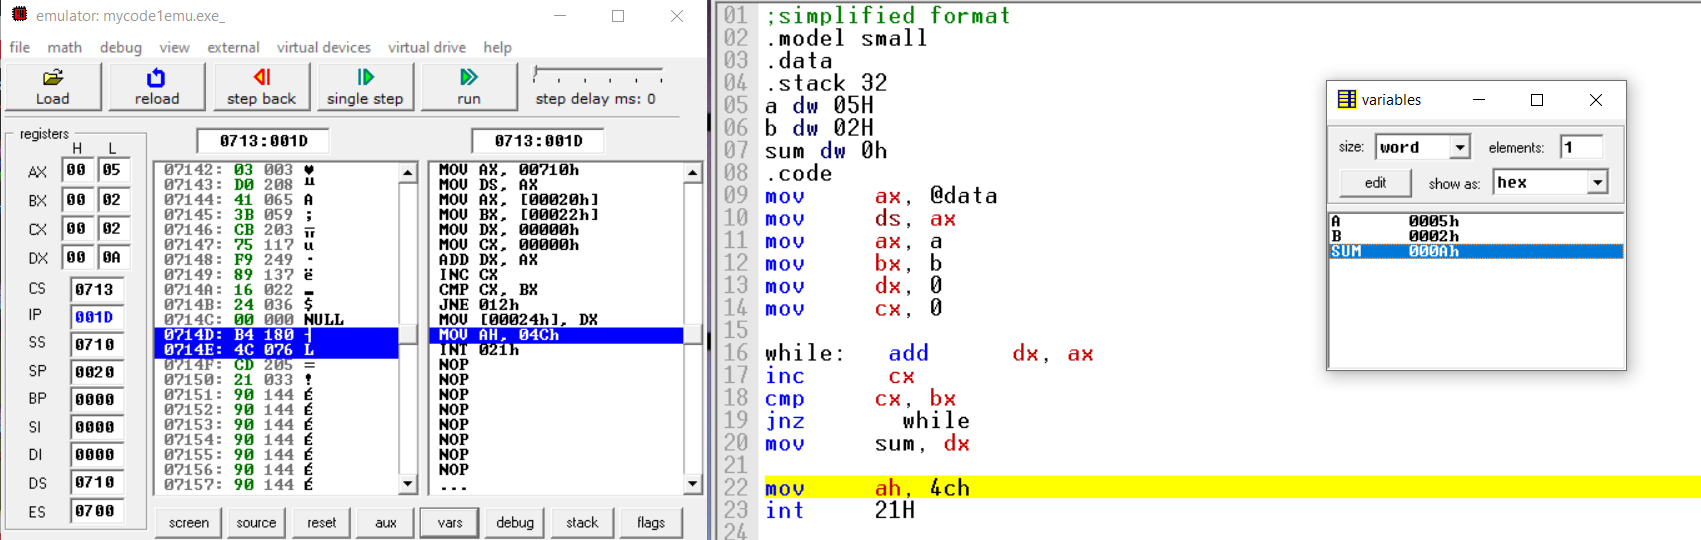 emulator: mycode1emu.exe_
file math debug view external virtual devices virtual drive help
Load reload step back single step run step delay ms: 0
registers
H L
AX 00 05
BX 00 02
CX 00 02
DX 00 0A
CS 0713
IP 001D
SS 0710
SP 0020
BP 0000
SI 0000
DI 0000
DS 0710
ES 0700
0713:001D
07142: 03 003 ♥
07143: D0 208 ╨
07144: 41 065 A
07145: 3B 059 ;
07146: CB 203 ╦
07147: 75 117 u
07148: F9 249 ·
07149: 89 137 ë
0714A: 16 022 ▬
0714B: 24 036 $
0714C: 00 000 NULL
0714D: B4 180 ┤
0714E: 4C 076 L
0714F: CD 205 =
07150: 21 033 !
07151: 90 144 É
07152: 90 144 É
07153: 90 144 É
07154: 90 144 É
07155: 90 144 É
07156: 90 144 É
07157: 90 144 É
0713:001D
MOV AX, 00710h
MOV DS, AX
MOV AX, [00020h]
MOV BX, [00022h]
MOV DX, 00000h
MOV CX, 00000h
ADD DX, AX
INC CX
CMP CX, BX
JNE 012h
MOV [00024h], DX
MOV AH, 04Ch
INT 021h
NOP
NOP
NOP
NOP
NOP
NOP
NOP
NOP
...
screen source reset aux vars debug stack flags
01 ;simplified format
02 .model small
03 .data
04 .stack 32
05 a dw 05H
06 b dw 02H
07 sum dw 0h
08 .code
09 mov ax, @data
10 mov ds, ax
11 mov ax, a
12 mov bx, b
13 mov dx, 0
14 mov cx, 0
15
16 while: add dx, ax
17 inc cx
18 cmp cx, bx
19 jnz while
20 mov sum, dx
21
22 mov ah, 4ch
23 int 21H
24
variables
size: word elements: 1
edit show as: hex
A 0005h
B 0002h
SUM 000Ah